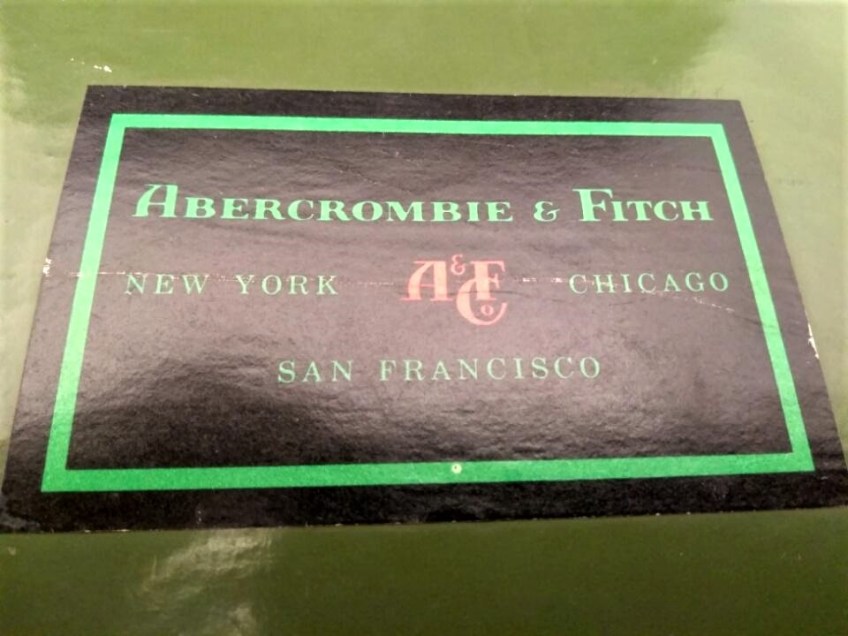 ABERCROMBIE & FITCH
NEW YORK A&F Co CHICAGO
SAN FRANCISCO